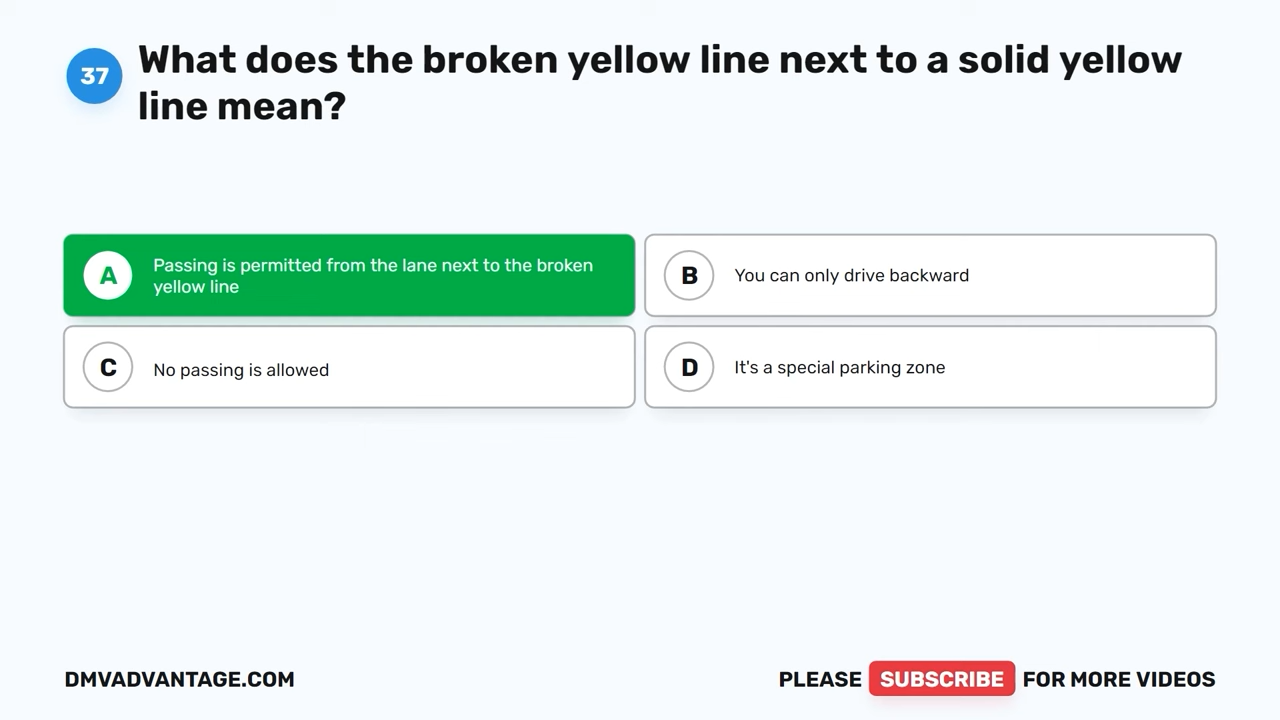 37
What does the broken yellow line next to a solid yellow
line mean?
A
Passing is permitted from the lane next to the broken
yellow line
B
You can only drive backward
C
No passing is allowed
D
It's a special parking zone
DMVADVANTAGE.COM
PLEASE SUBSCRIBE FOR MORE VIDEOS